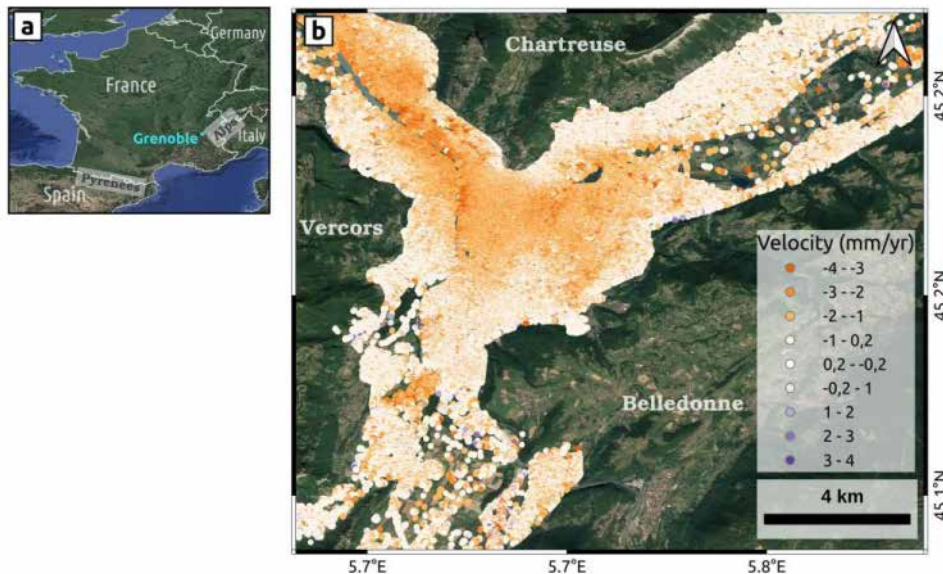 a
Germany
France
Grenoble
Alps
Italy
Pyrenees
Spain
b
Chartreuse
Vercors
Belledonne
Velocity (mm/yr)
-4 - -3
-3 - -2
-2 - -1
-1 - 0,2
0,2 - -0,2
-0,2 - 1
1 - 2
2 - 3
3 - 4
4 km
45.2°N
45.2°N
45.1°N
5.7°E
5.7°E
5.8°E